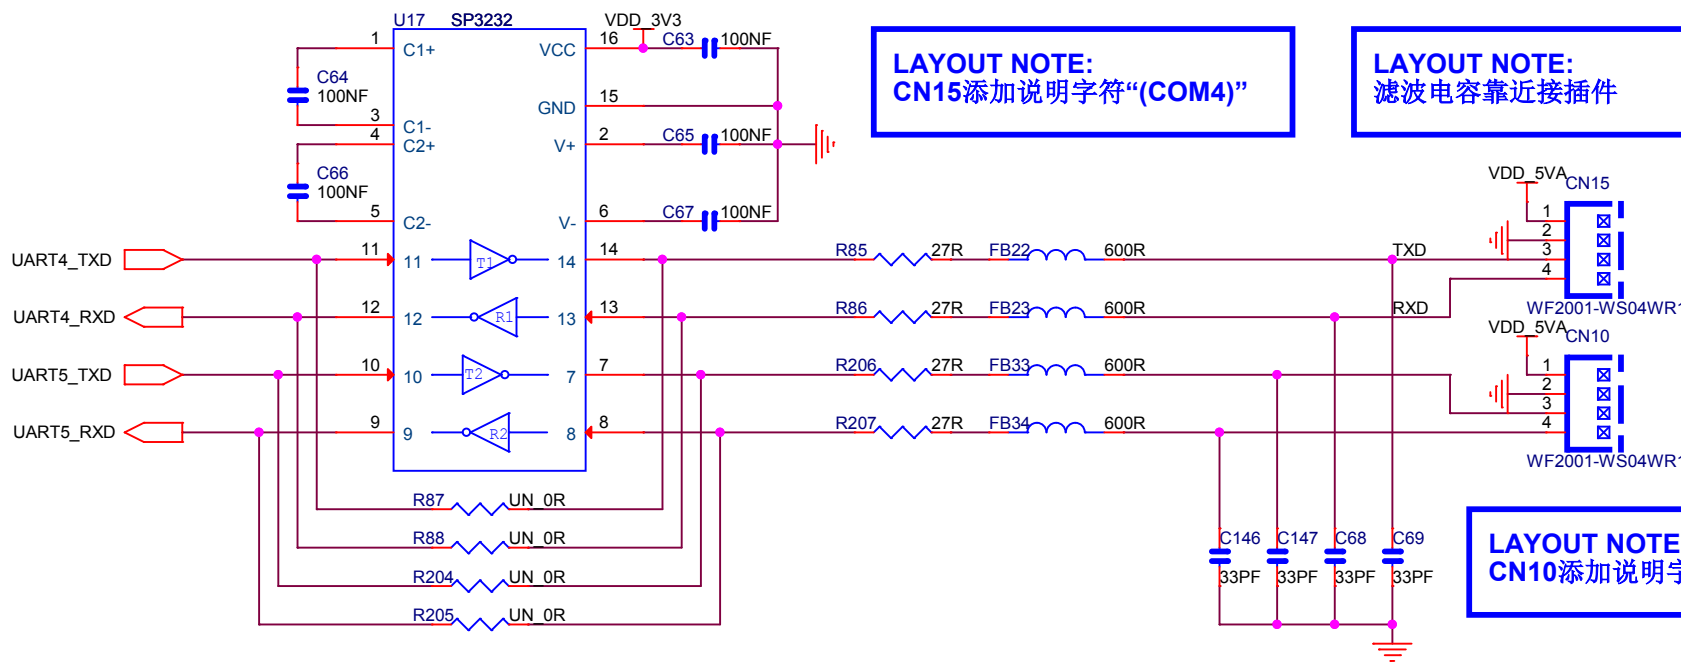 U17 SP3232
VDD_3V3
1 C1+ VCC 16 C63 100NF
C64
100NF
GND 15
3 C1-
4 C2+ V+ 2 C65 100NF
C66
100NF
5 C2- V- 6 C67 100NF
LAYOUT NOTE:
CN15添加说明字符“(COM4)”
LAYOUT NOTE:
滤波电容靠近接插件
UART4_TXD 11 11 T1 14 14 R85 27R FB22 600R TXD
UART4_RXD 12 12 R1 13 13 R86 27R FB23 600R RXD
UART5_TXD 10 10 T2 7 7 R206 27R FB33 600R
UART5_RXD 9 9 R2 8 8 R207 27R FB34 600R
VDD_5VA CN15
1
2
3
4
WF2001-WS04WR1
VDD_5VA CN10
1
2
3
4
WF2001-WS04WR1
R87 UN_0R
R88 UN_0R
R204 UN_0R
R205 UN_0R
C146 C147 C68 C69
33PF 33PF 33PF 33PF
LAYOUT NOTE
CN10添加说明字